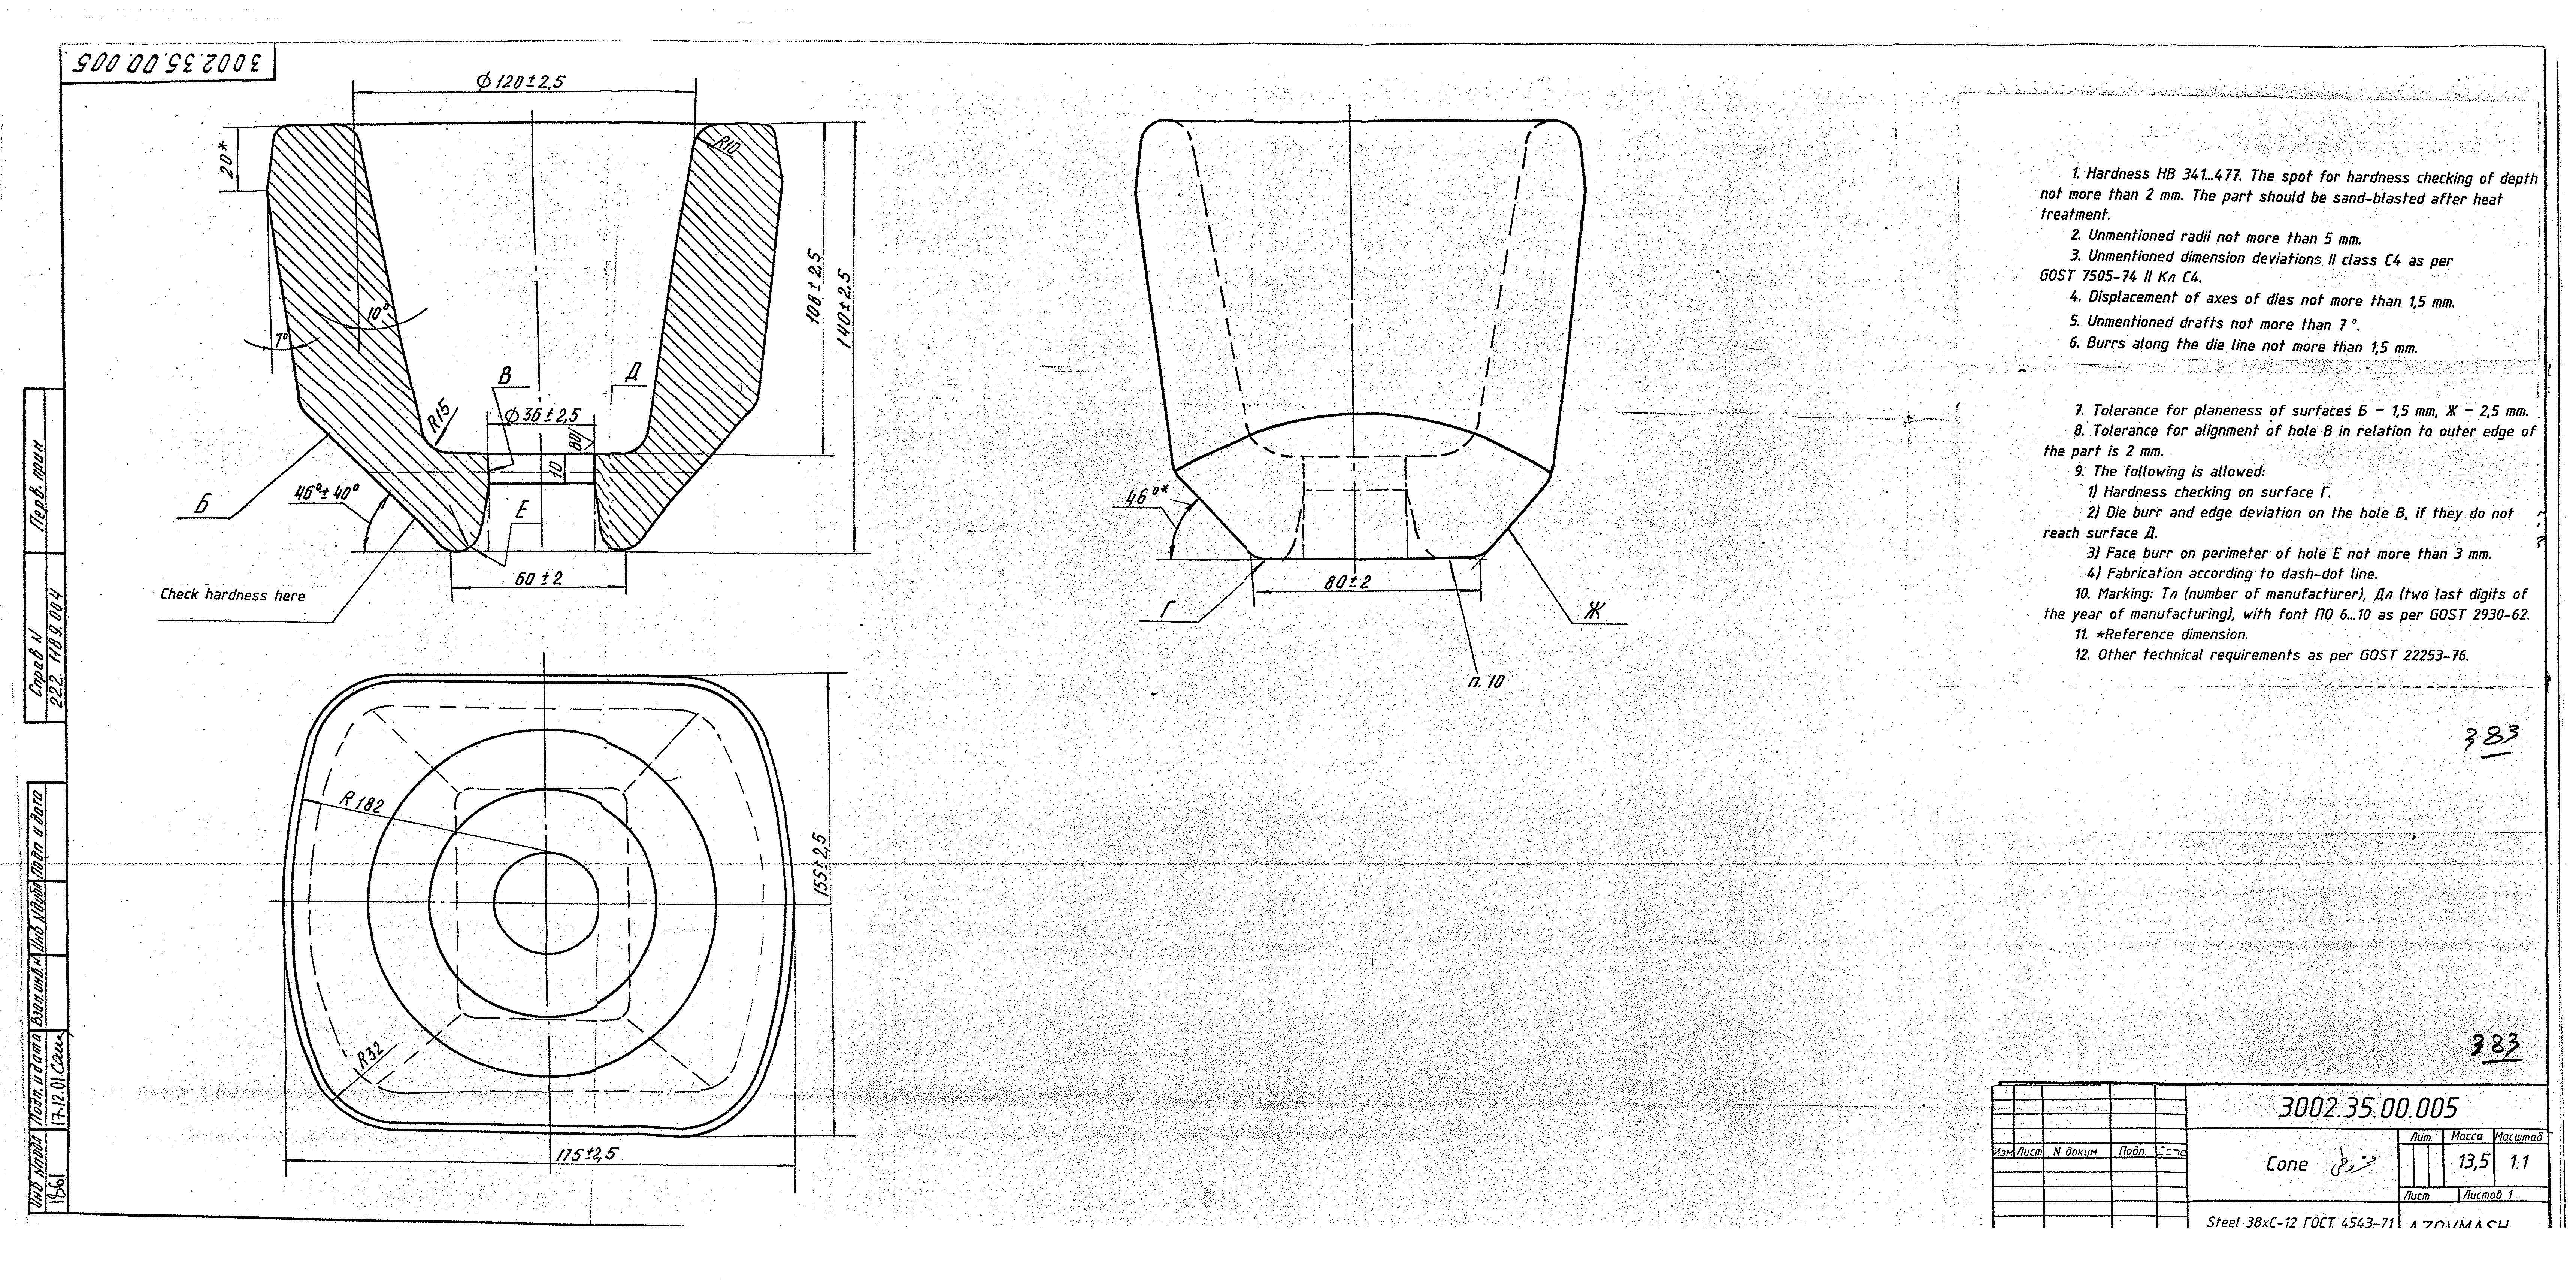 3002.35.00.005
⌀120±2,5
20*
R10
108±2,5
140±2,5
10°
7°
R15
В
Д
⌀36±2,5
80
10
Б
46°±40°
Е
60±2
Check hardness here
46°*
80±2
Г
Ж
п.10
R182
155±2,5
R32
175±2,5
1. Hardness HB 341...477. The spot for hardness checking of depth
not more than 2 mm. The part should be sand-blasted after heat
treatment.
2. Unmentioned radii not more than 5 mm.
3. Unmentioned dimension deviations II class C4 as per
GOST 7505-74 II Кл C4.
4. Displacement of axes of dies not more than 1,5 mm.
5. Unmentioned drafts not more than 7°.
6. Burrs along the die line not more than 1,5 mm.
7. Tolerance for planeness of surfaces Б - 1,5 mm, Ж - 2,5 mm.
8. Tolerance for alignment of hole B in relation to outer edge of
the part is 2 mm.
9. The following is allowed:
1) Hardness checking on surface Г.
2) Die burr and edge deviation on the hole B, if they do not
reach surface Д.
3) Face burr on perimeter of hole E not more than 3 mm.
4) Fabrication according to dash-dot line.
10. Marking: Тл (number of manufacturer), Дл (two last digits of
the year of manufacturing), with font ПО 6...10 as per GOST 2930-62.
11. *Reference dimension.
12. Other technical requirements as per GOST 22253-76.
383
383
Перв. прим
Справ N
222.1189.004
Подп и дата
Инв Nдубл
Взам.инв.N
Подп. и дата
17.12.01
Инв Nподл
1861
3002.35.00.005
Изм Лист N докум. Подп.
Cone مخروطی
Лит. Масса Масштаб
13,5 1:1
Лист Листов 1
Steel 38xC-12 ГОСТ 4543-71
AZOVMASH